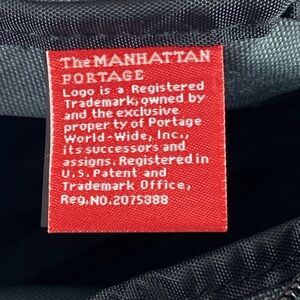 The MANHATTAN
PORTAGE
Logo is a Registered
Trademark, owned by
and the exclusive
property of Portage
World-Wide, Inc.,
its successors and
assigns. Registered in
U.S. Patent and
Trademark Office,
Reg.NO.2075888